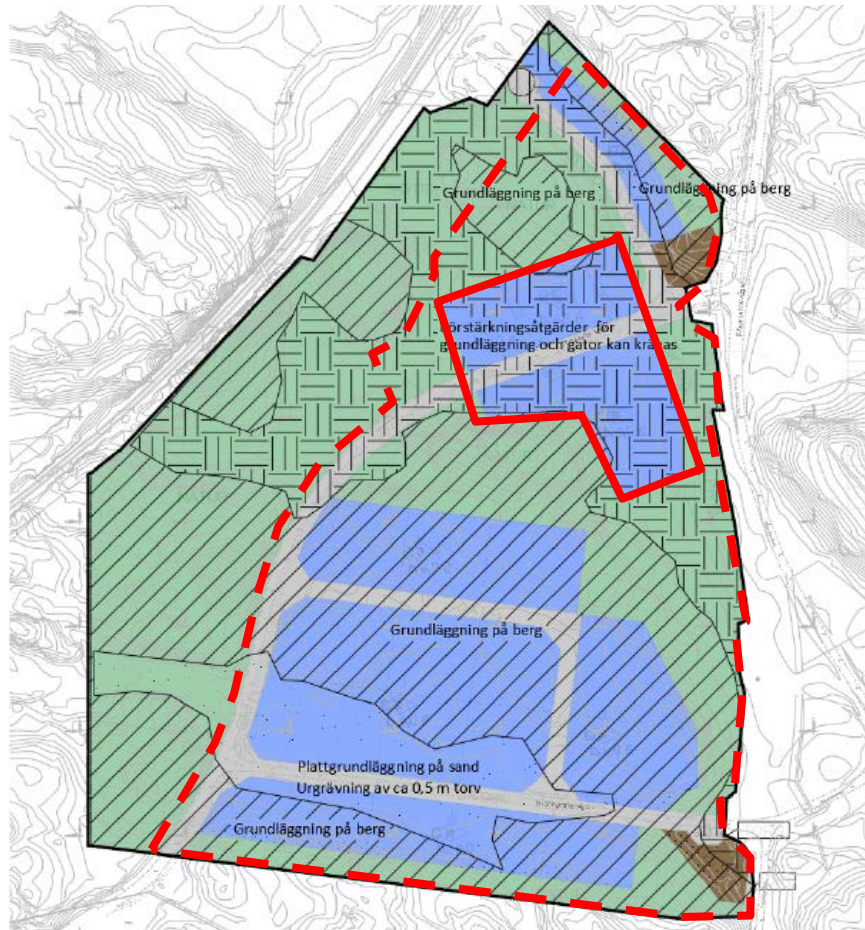 Grundläggning på berg
Grundläggning på berg
Förstärkningsåtgärder för
grundläggning och gator kan krävas
Grundläggning på berg
Plattgrundläggning på sand
Urgrävning av ca 0,5 m torv
Grundläggning på berg